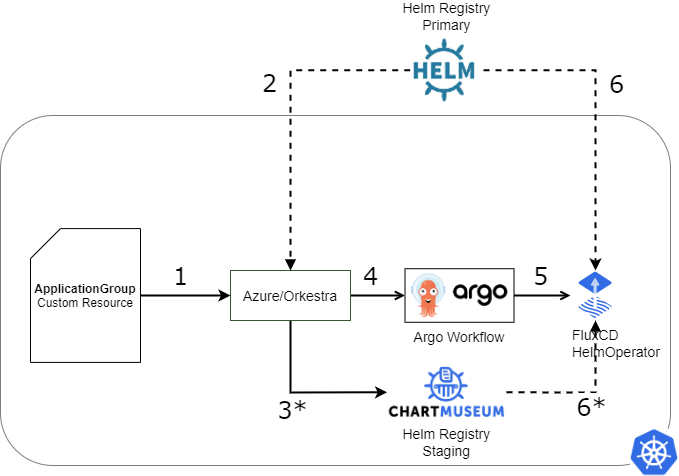 Helm Registry
Primary
HELM
2
6
ApplicationGroup
Custom Resource
1
Azure/Orkestra
4
argo
5
Argo Workflow
FluxCD
HelmOperator
3*
CHARTMUSEUM
6*
Helm Registry
Staging